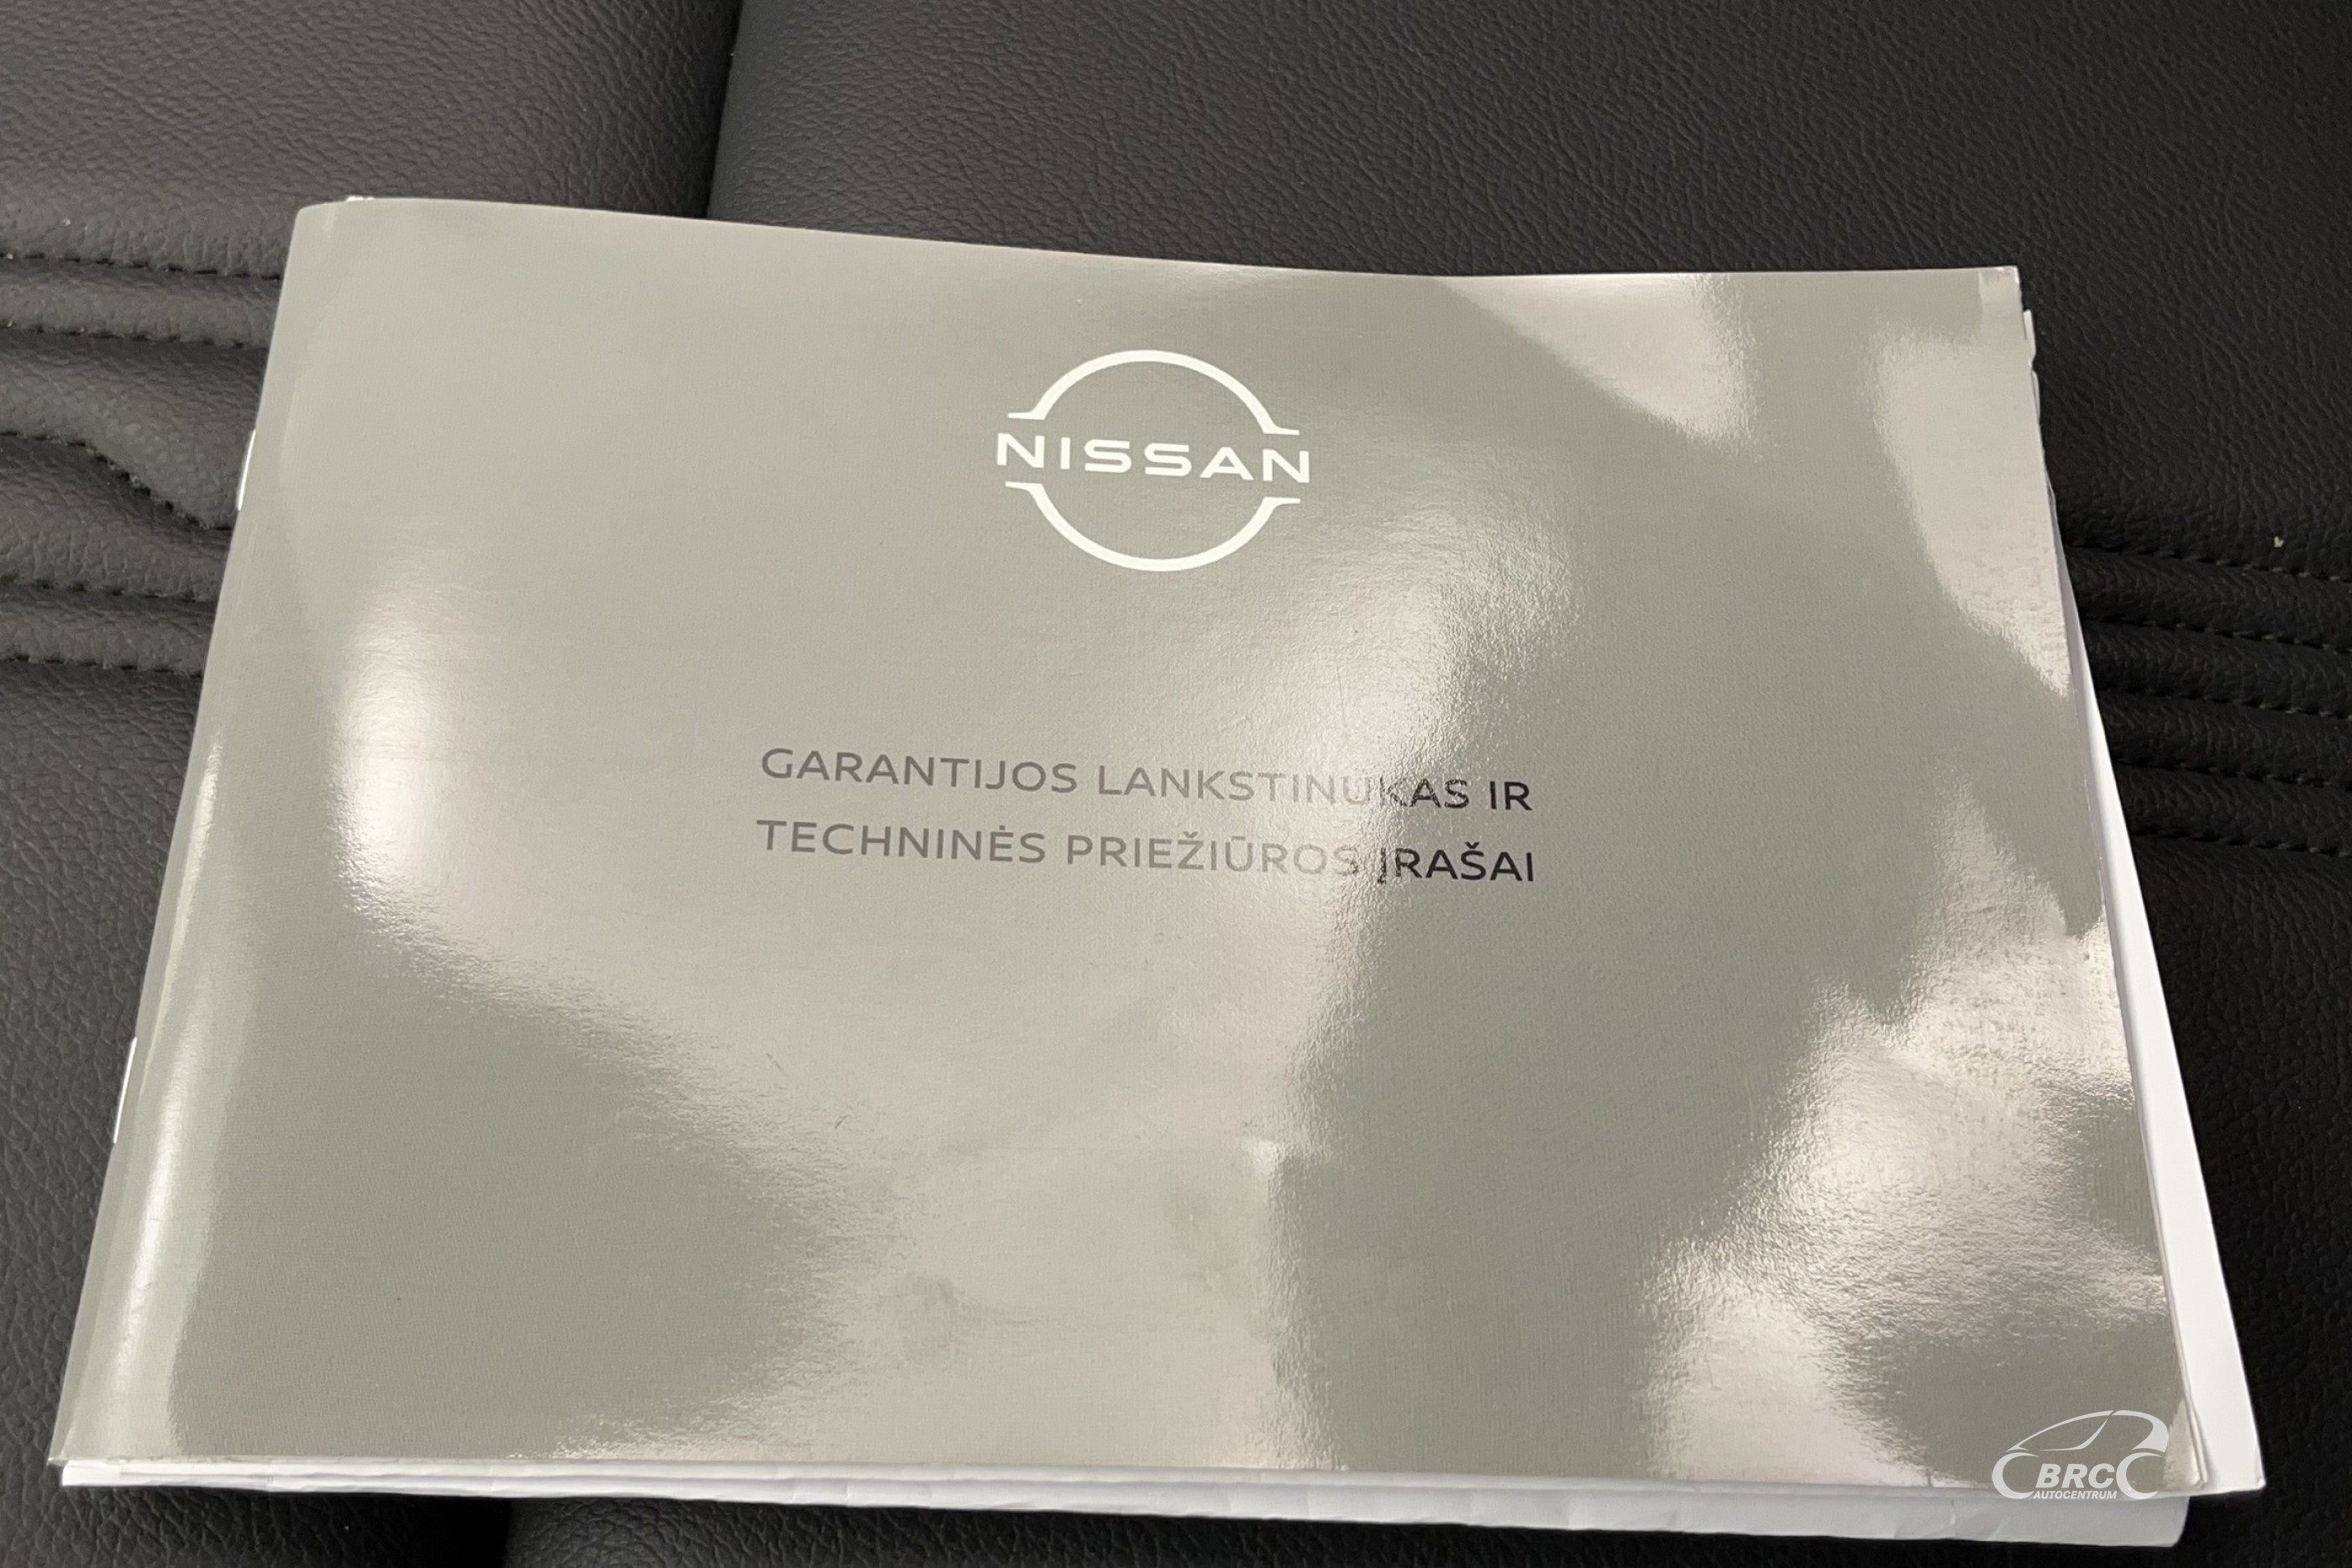 NISSAN
GARANTIJOS LANKSTINUKAS IR
TECHNINĖS PRIEŽIŪROS ĮRAŠAI
BRC
AUTOCENTRUM